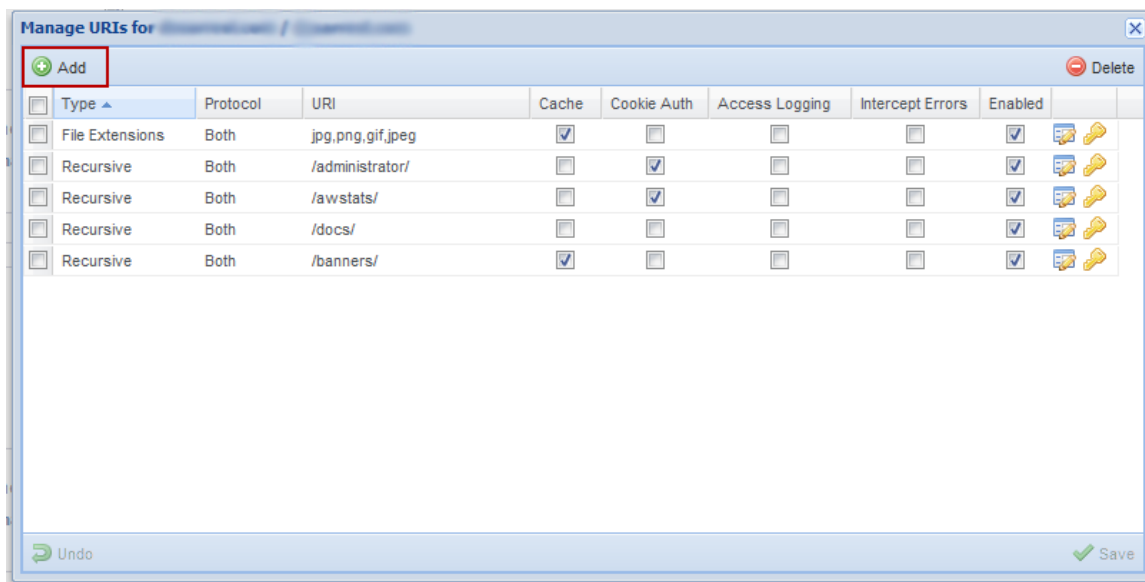 Manage URIs for /
Add Delete
Type Protocol URI Cache Cookie Auth Access Logging Intercept Errors Enabled
File Extensions Both jpg,png,gif,jpeg
Recursive Both /administrator/
Recursive Both /awstats/
Recursive Both /docs/
Recursive Both /banners/
Undo Save